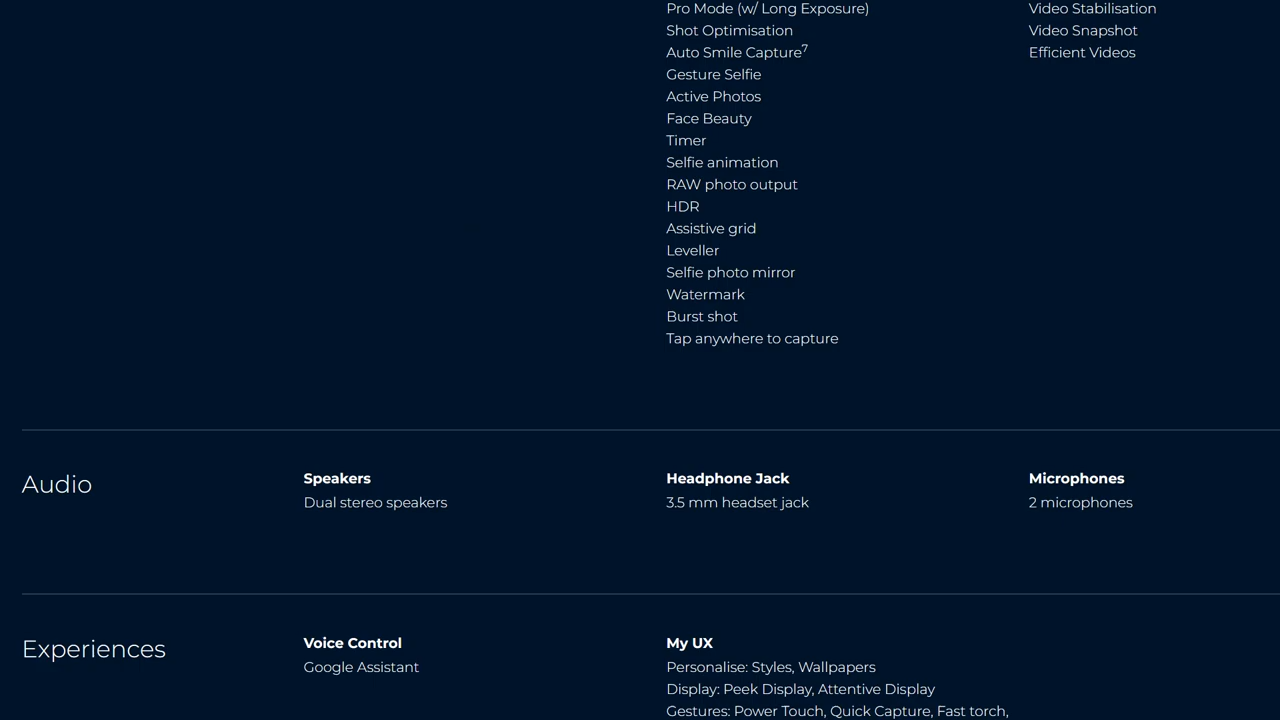 Pro Mode (w/ Long Exposure)
Shot Optimisation
Auto Smile Capture7
Gesture Selfie
Active Photos
Face Beauty
Timer
Selfie animation
RAW photo output
HDR
Assistive grid
Leveller
Selfie photo mirror
Watermark
Burst shot
Tap anywhere to capture
Video Stabilisation
Video Snapshot
Efficient Videos
Audio
Speakers
Dual stereo speakers
Headphone Jack
3.5 mm headset jack
Microphones
2 microphones
Experiences
Voice Control
Google Assistant
My UX
Personalise: Styles, Wallpapers
Display: Peek Display, Attentive Display
Gestures: Power Touch, Quick Capture, Fast torch,